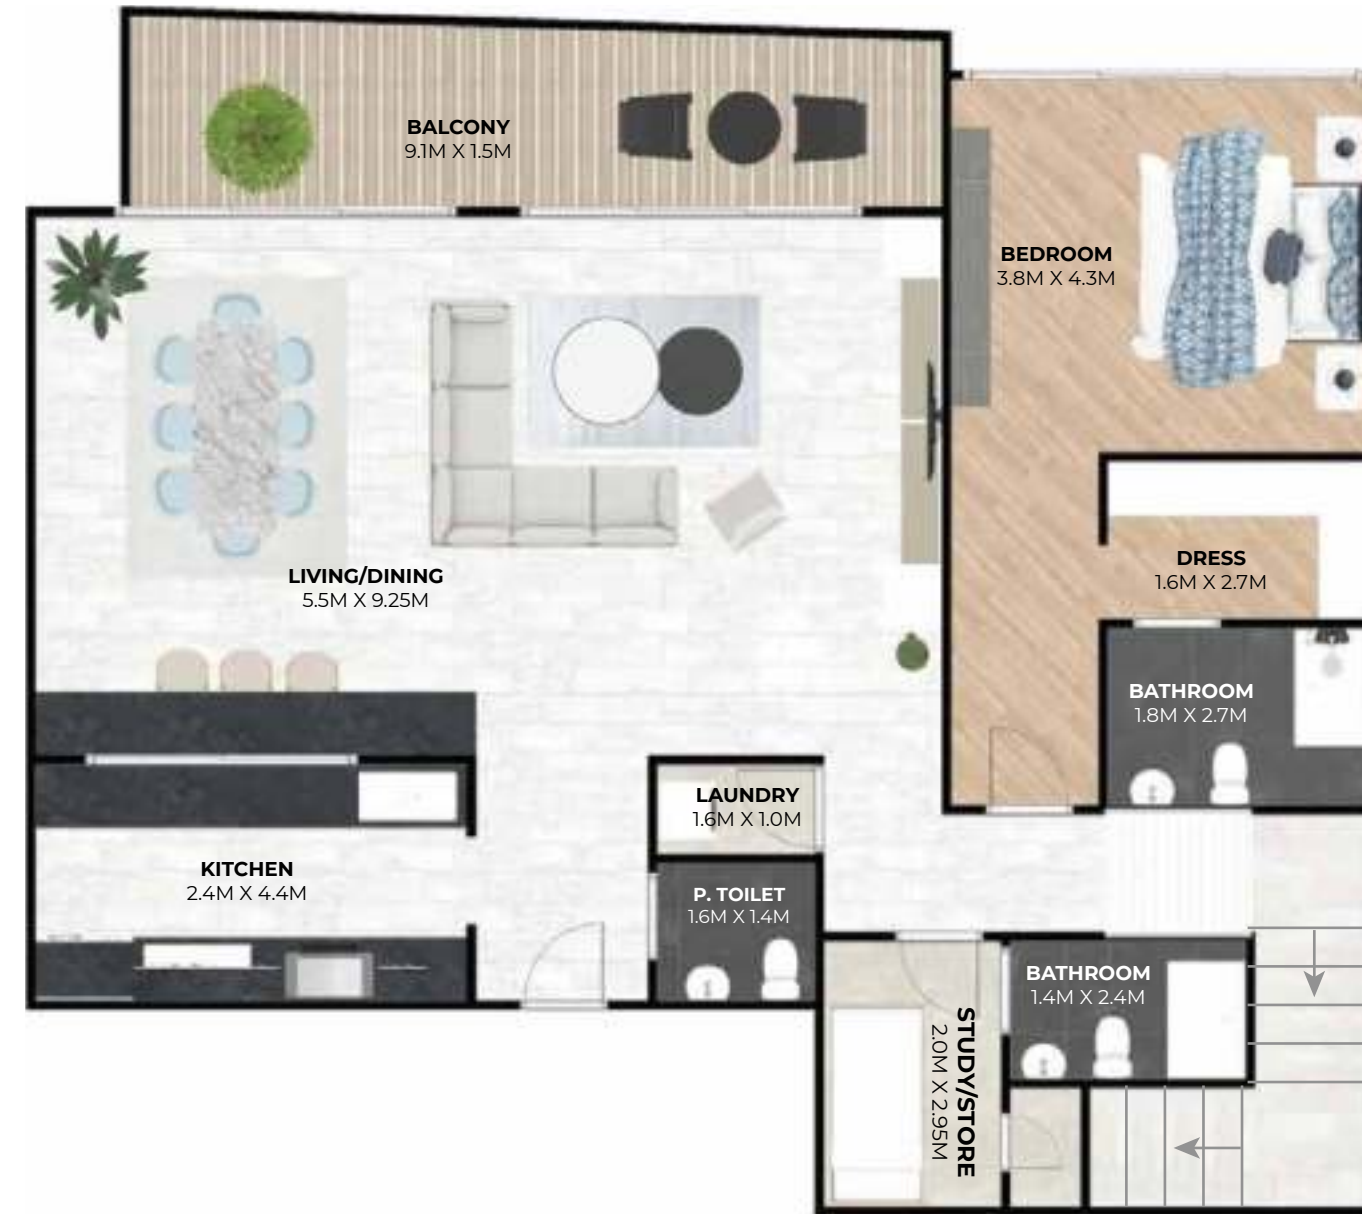 BALCONY
9.1M X 1.5M
BEDROOM
3.8M X 4.3M
LIVING/DINING
5.5M X 9.25M
DRESS
1.6M X 2.7M
BATHROOM
1.8M X 2.7M
LAUNDRY
1.6M X 1.0M
KITCHEN
2.4M X 4.4M
P. TOILET
1.6M X 1.4M
BATHROOM
1.4M X 2.4M
STUDY/STORE
2.0M X 2.95M